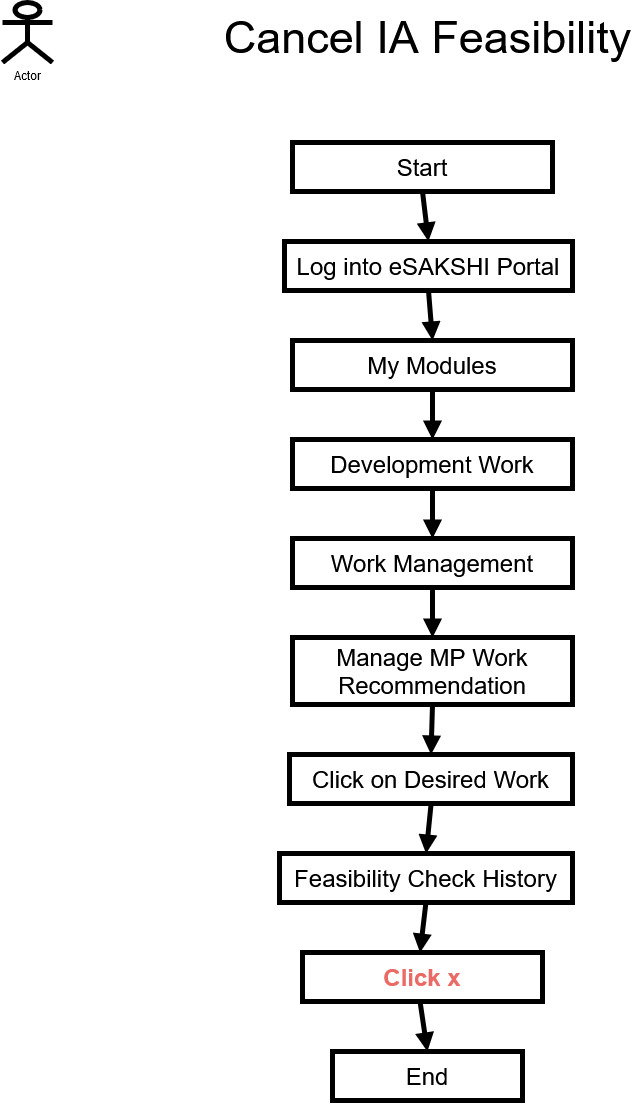 Cancel IA Feasibility
Actor
Start
Log into eSAKSHI Portal
My Modules
Development Work
Work Management
Manage MP Work
Recommendation
Click on Desired Work
Feasibility Check History
Click x
End